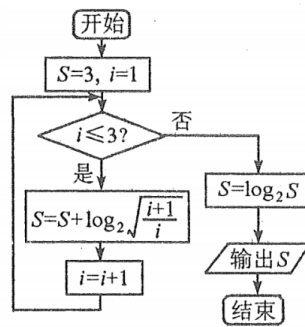 开始
S=3, i=1
i≤3?
否
是
S=S+log₂√((i+1)/i)
S=log₂S
i=i+1
输出S
结束